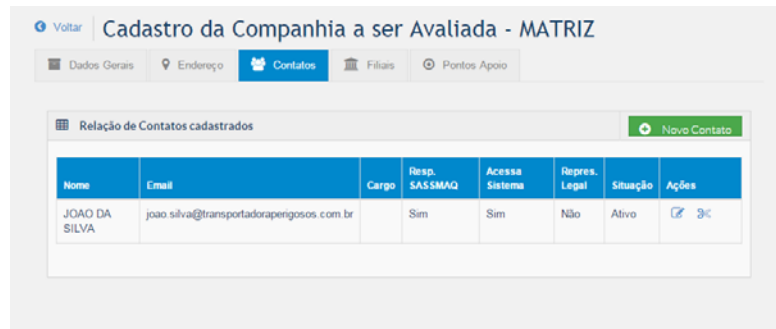 Voltar Cadastro da Companhia a ser Avaliada - MATRIZ
Dados Gerais Endereço Contatos Filiais Pontos Apoio
Relação de Contatos cadastrados Novo Contato
Nome Email Cargo Resp. SASSMAQ Acessa Sistema Repres. Legal Situação Ações
JOAO DA SILVA joao.silva@transportadoraperigosos.com.br Sim Sim Não Ativo